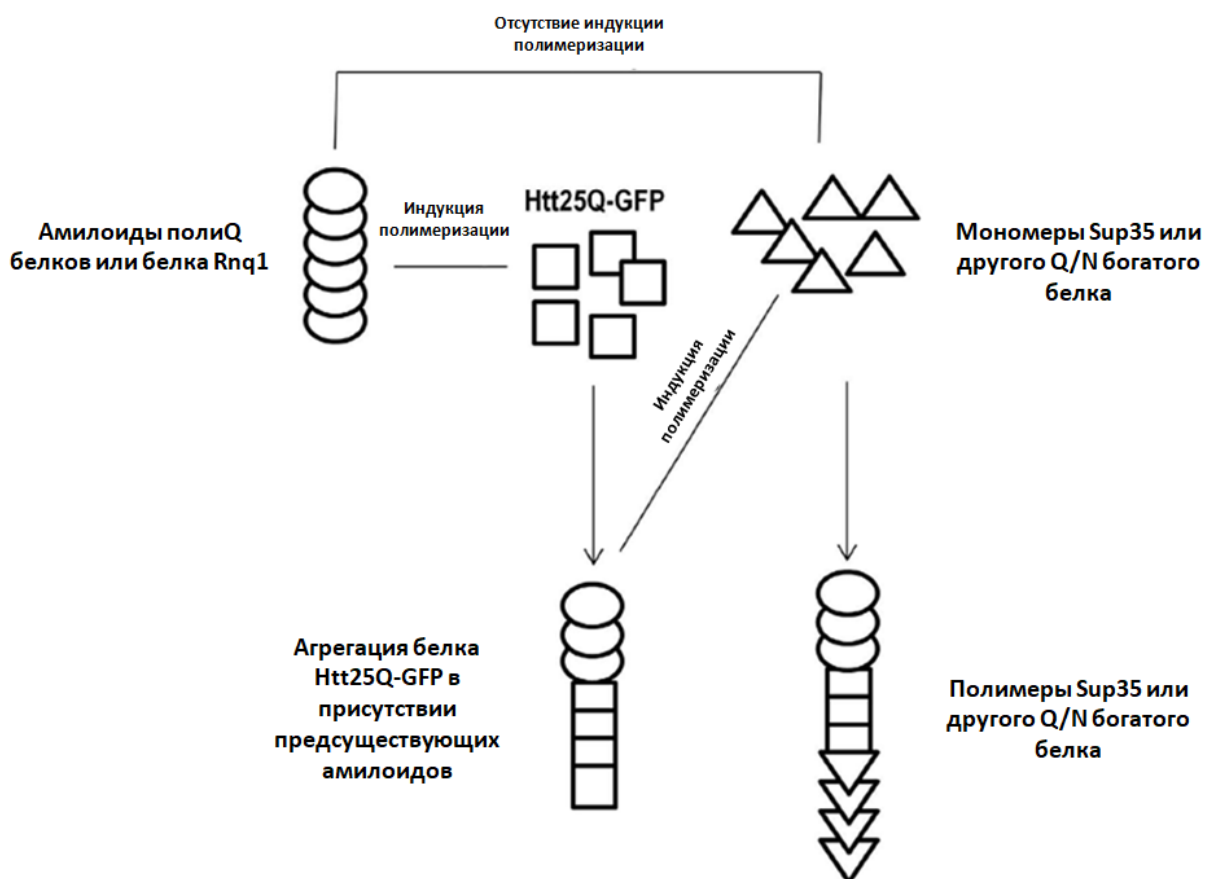 Отсутствие индукции
полимеризации
Амилоиды полиQ
белков или белка Rnq1
Индукция
полимеризации
Htt25Q-GFP
Мономеры Sup35 или
другого Q/N богатого
белка
Индукция
полимеризации
Агрегация белка
Htt25Q-GFP в
присутствии
предсуществующих
амилоидов
Полимеры Sup35 или
другого Q/N богатого
белка